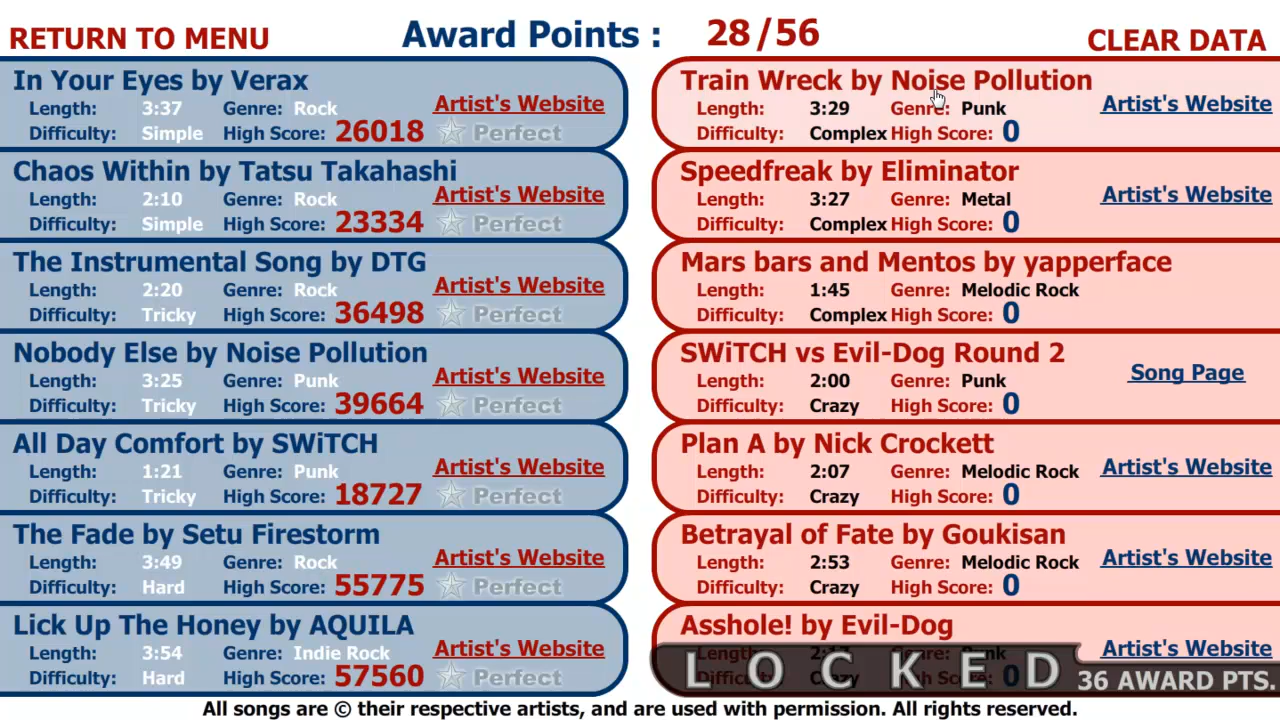 RETURN TO MENU
Award Points : 28/56
CLEAR DATA
In Your Eyes by Verax
Length: 3:37 Genre: Rock Artist's Website
Difficulty: Simple High Score: 26018 Perfect
Chaos Within by Tatsu Takahashi
Length: 2:10 Genre: Rock Artist's Website
Difficulty: Simple High Score: 23334 Perfect
The Instrumental Song by DTG
Length: 2:20 Genre: Rock Artist's Website
Difficulty: Tricky High Score: 36498 Perfect
Nobody Else by Noise Pollution
Length: 3:25 Genre: Punk Artist's Website
Difficulty: Tricky High Score: 39664 Perfect
All Day Comfort by SWiTCH
Length: 1:21 Genre: Punk Artist's Website
Difficulty: Tricky High Score: 18727 Perfect
The Fade by Setu Firestorm
Length: 3:49 Genre: Rock Artist's Website
Difficulty: Hard High Score: 55775 Perfect
Lick Up The Honey by AQUILA
Length: 3:54 Genre: Indie Rock Artist's Website
Difficulty: Hard High Score: 57560 Perfect
Train Wreck by Noise Pollution
Length: 3:29 Genre: Punk Artist's Website
Difficulty: Complex High Score: 0
Speedfreak by Eliminator
Length: 3:27 Genre: Metal Artist's Website
Difficulty: Complex High Score: 0
Mars bars and Mentos by yapperface
Length: 1:45 Genre: Melodic Rock
Difficulty: Complex High Score: 0
SWiTCH vs Evil-Dog Round 2
Length: 2:00 Genre: Punk Song Page
Difficulty: Crazy High Score: 0
Plan A by Nick Crockett
Length: 2:07 Genre: Melodic Rock Artist's Website
Difficulty: Crazy High Score: 0
Betrayal of Fate by Goukisan
Length: 2:53 Genre: Melodic Rock Artist's Website
Difficulty: Crazy High Score: 0
Asshole! by Evil-Dog
Length: Genre: Punk Artist's Website
Difficulty: Crazy High Score: 0
LOCKED 36 AWARD PTS.
All songs are © their respective artists, and are used with permission. All rights reserved.